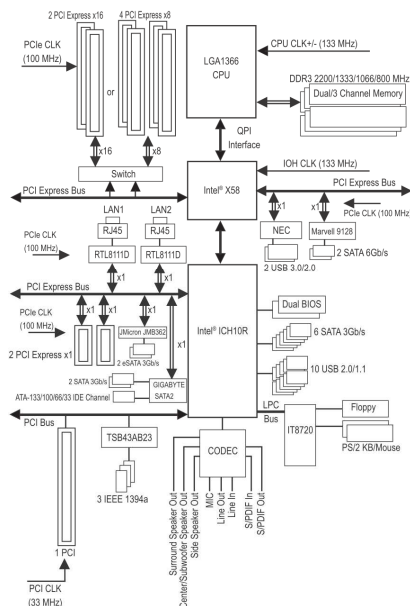 2 PCI Express x16
4 PCI Express x8
PCIe CLK
(100 MHz)
or
x16
x8
Switch
PCI Express Bus
LGA1366
CPU
CPU CLK+/- (133 MHz)
DDR3 2200/1333/1066/800 MHz
Dual/3 Channel Memory
QPI
Interface
Intel® X58
IOH CLK (133 MHz)
PCI Express Bus
x1
x1
PCIe CLK (100 MHz)
NEC
Marvell 9128
2 USB 3.0/2.0
2 SATA 6Gb/s
LAN1
LAN2
RJ45
RJ45
PCIe CLK
(100 MHz)
RTL8111D
RTL8111D
x1
x1
PCI Express Bus
x1
x1
x1
x1
PCIe CLK
(100 MHz)
2 PCI Express x1
JMicron JMB362
2 eSATA 3Gb/s
Intel® ICH10R
Dual BIOS
6 SATA 3Gb/s
10 USB 2.0/1.1
2 SATA 3Gb/s
ATA-133/100/66/33 IDE Channel
GIGABYTE
SATA2
PCI Bus
LPC
Bus
IT8720
Floppy
PS/2 KB/Mouse
TSB43AB23
3 IEEE 1394a
CODEC
Surround Speaker Out
Center/Subwoofer Speaker Out
Side Speaker Out
MIC
Line Out
Line In
S/PDIF In
S/PDIF Out
1 PCI
PCI CLK
(33 MHz)